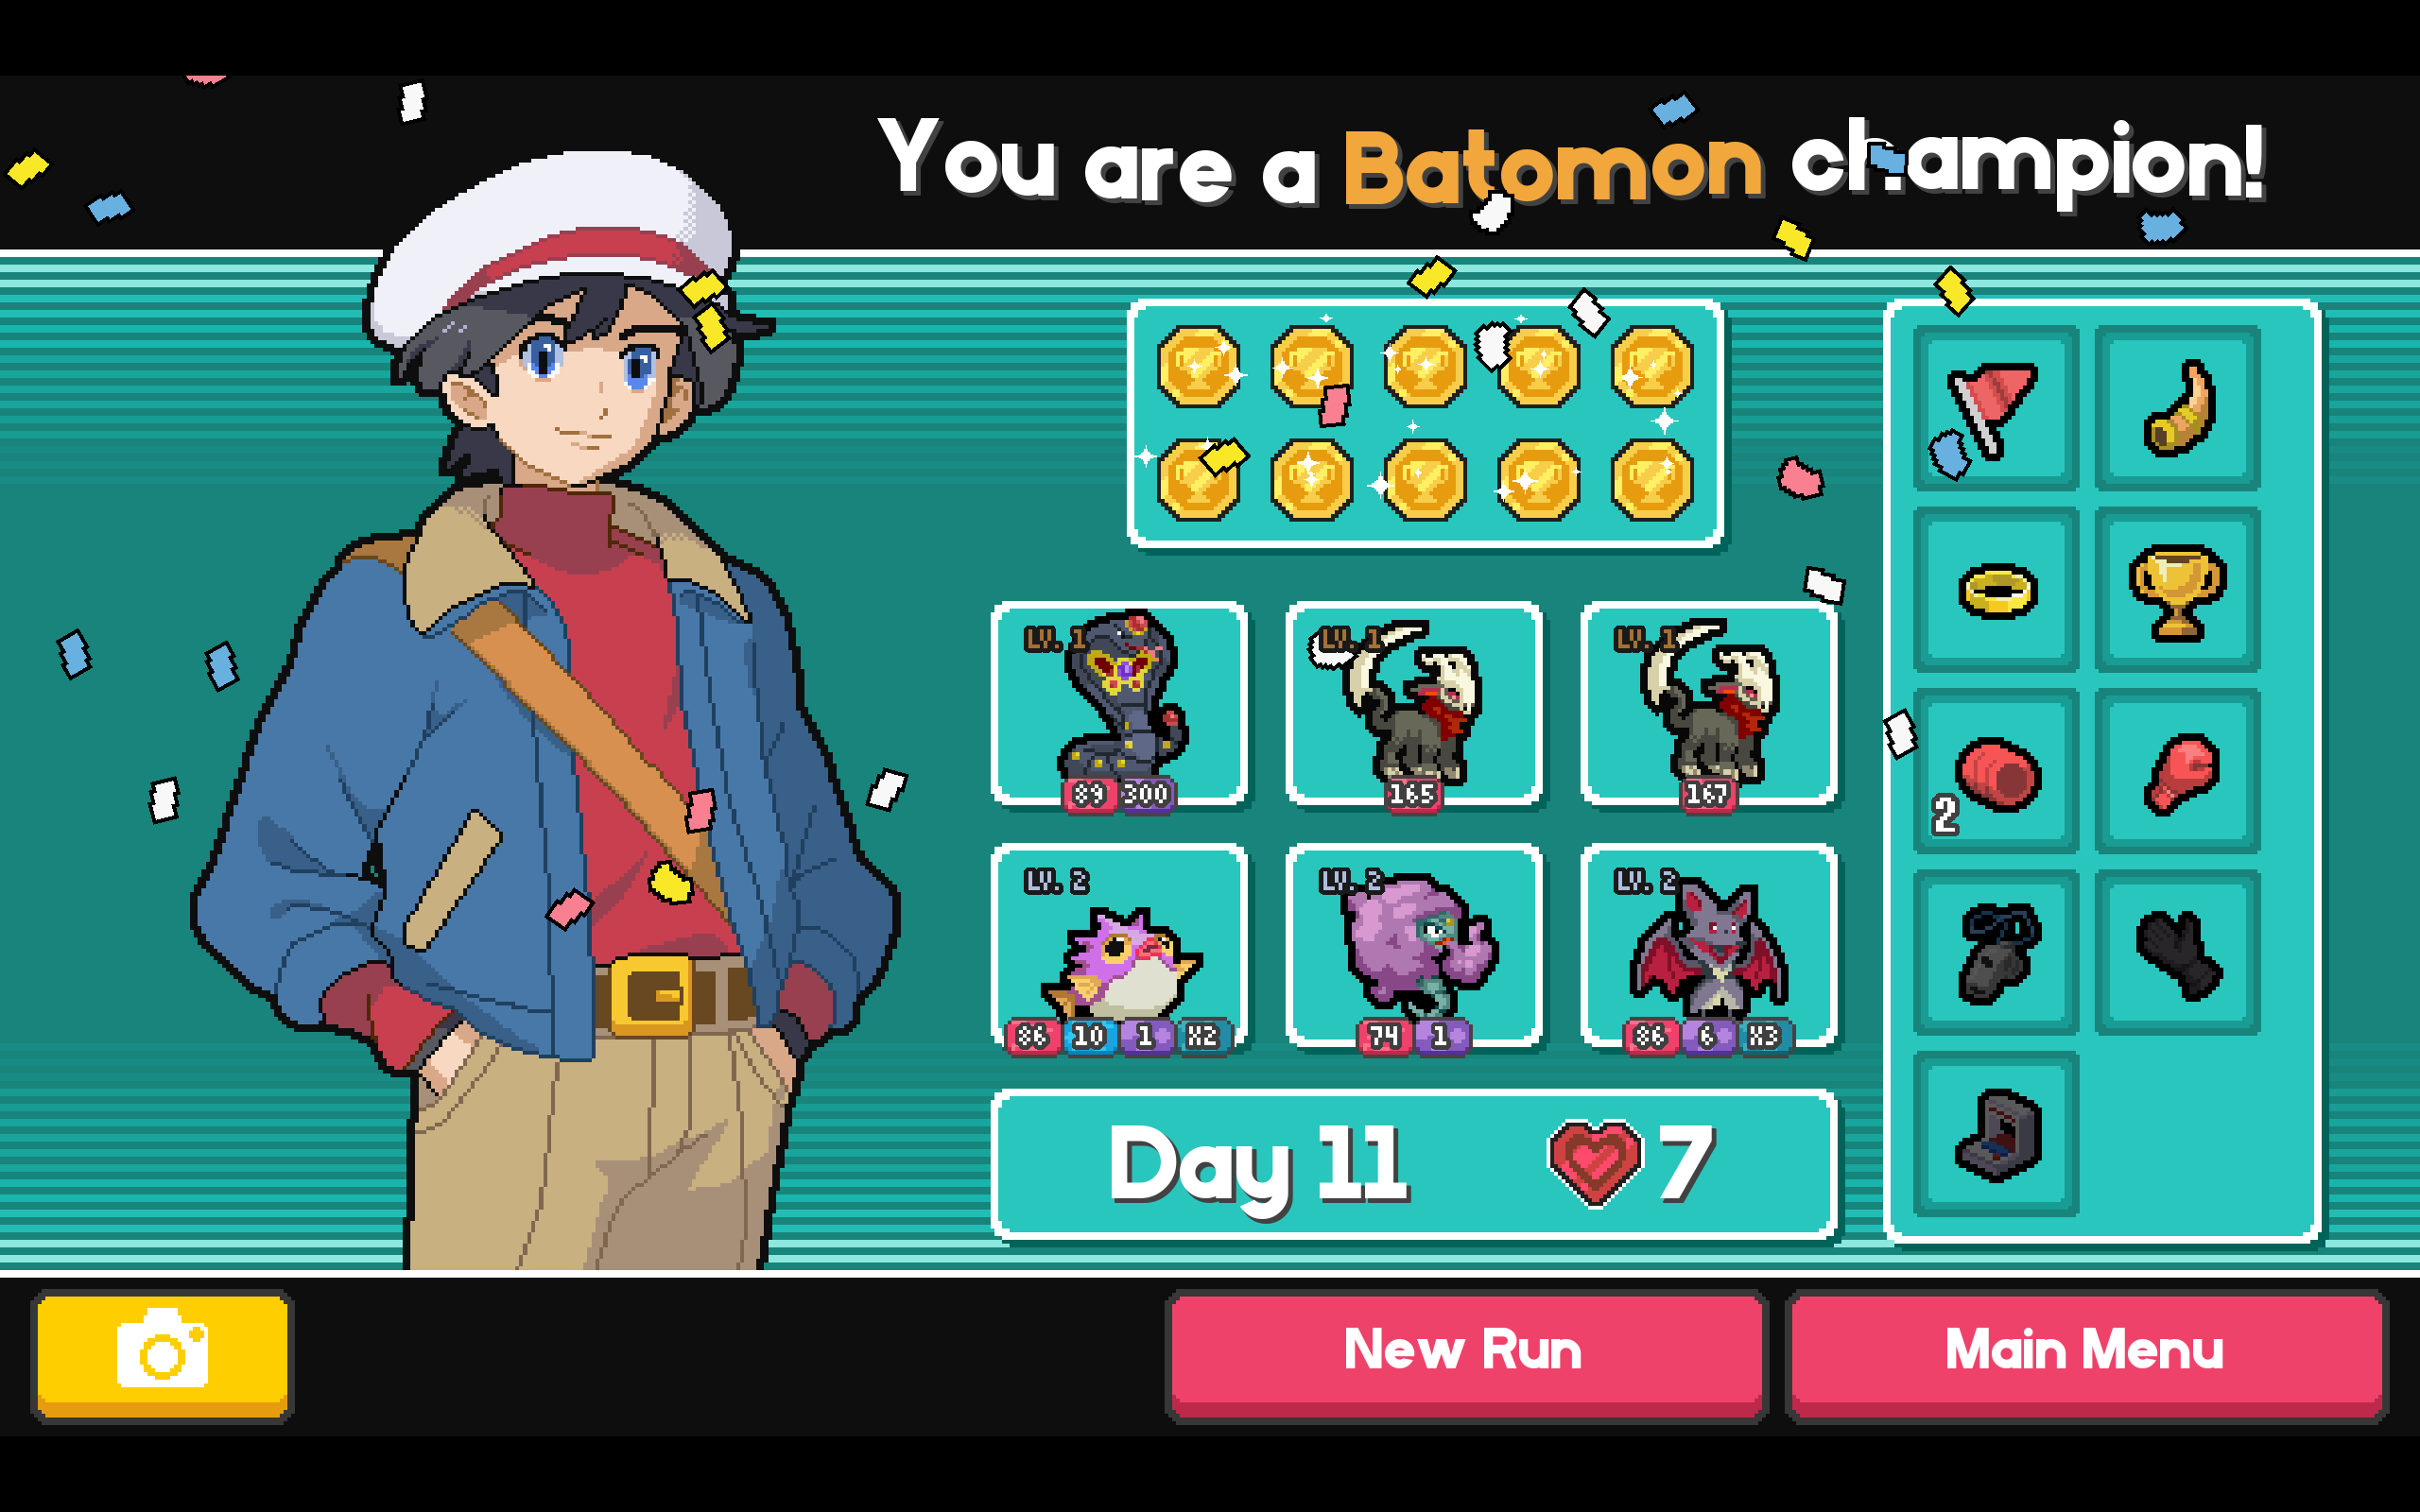 You are a Batomon champion!
LV. 1
LV. 1
LV. 1
89 300
165
167
2
LV. 2
LV. 2
LV. 2
86 10 1 X2
74 1
86 6 X3
Day 11
7
New Run
Main Menu